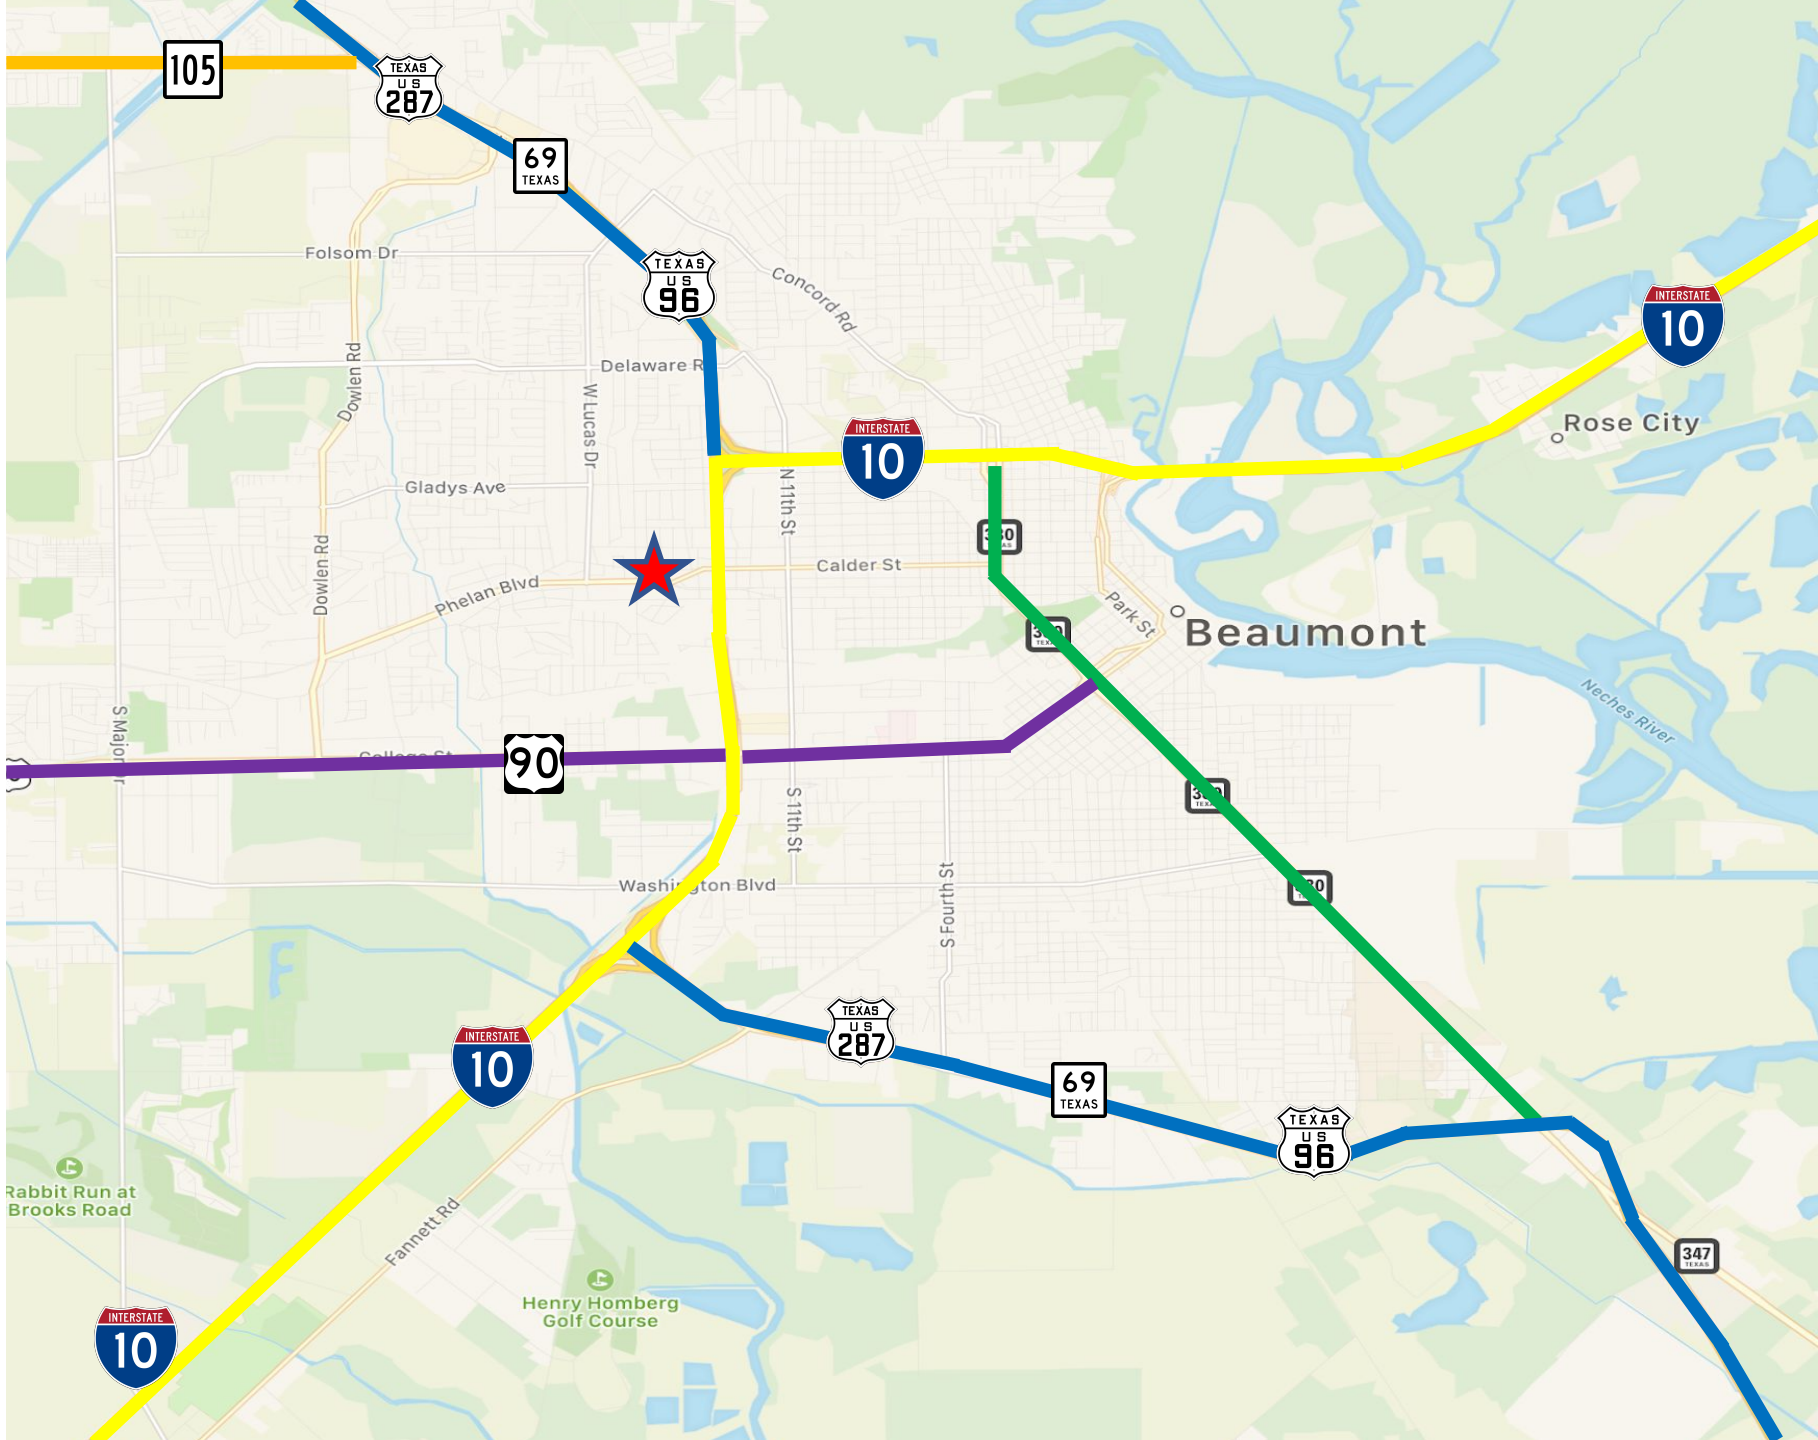 105
TEXAS
US
287
69
TEXAS
Folsom Dr
TEXAS
US
96
Concord Rd
INTERSTATE
10
Delaware R
Dowlen Rd
W Lucas Dr
Rose City
INTERSTATE
10
Gladys Ave
N 11th St
Dowlen Rd
Calder St
Phelan Blvd
Park St
Beaumont
Neches River
S Major Dr
College St
90
S 11th St
Washington Blvd
S Fourth St
TEXAS
US
287
INTERSTATE
10
69
TEXAS
TEXAS
US
96
Rabbit Run at
Brooks Road
Fannett Rd
347
TEXAS
Henry Homberg
Golf Course
INTERSTATE
10